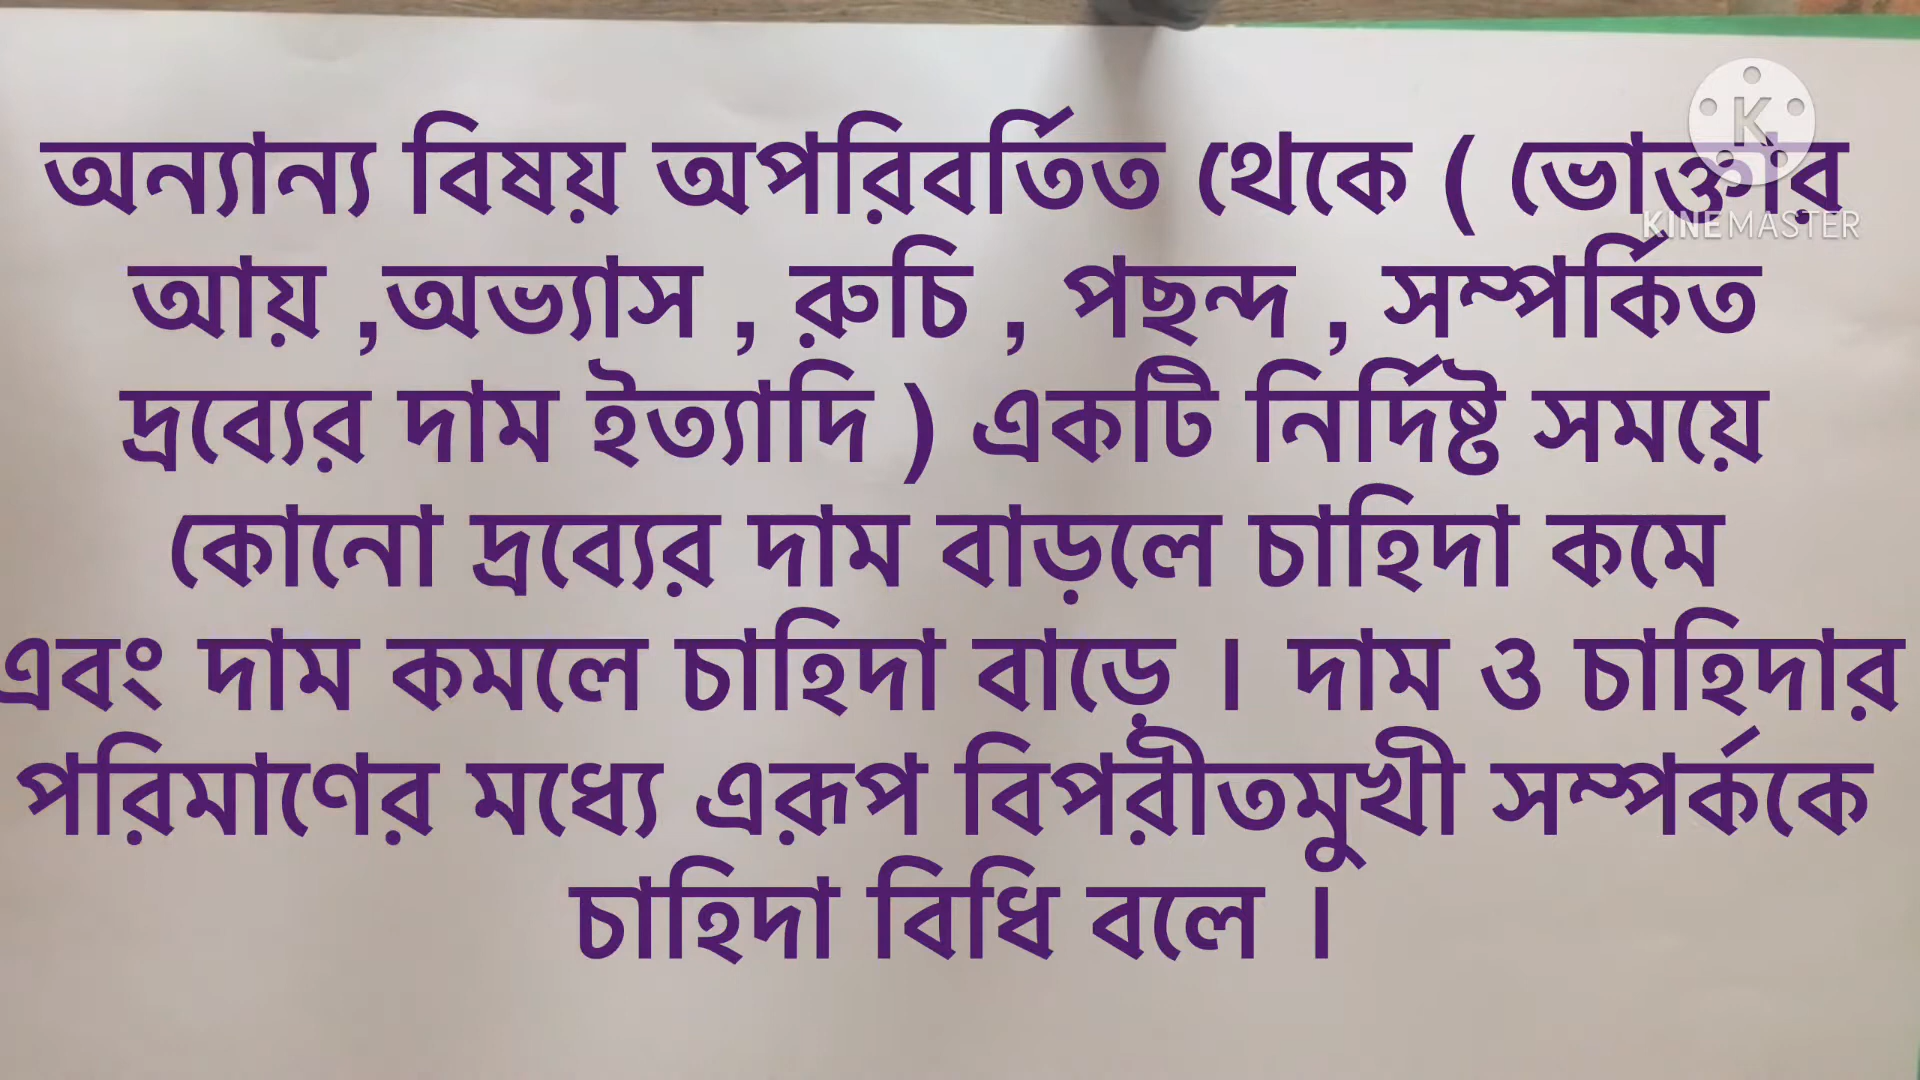 অন্যান্য বিষয় অপরিবর্তিত থেকে ( ভোক্তার
আয় ,অভ্যাস , রুচি , পছন্দ , সম্পর্কিত
দ্রব্যের দাম ইত্যাদি ) একটি নির্দিষ্ট সময়ে
কোনো দ্রব্যের দাম বাড়লে চাহিদা কমে
এবং দাম কমলে চাহিদা বাড়ে । দাম ও চাহিদার
পরিমাণের মধ্যে এরূপ বিপরীতমুখী সম্পর্ককে
চাহিদা বিধি বলে ।
K
KINEMASTER